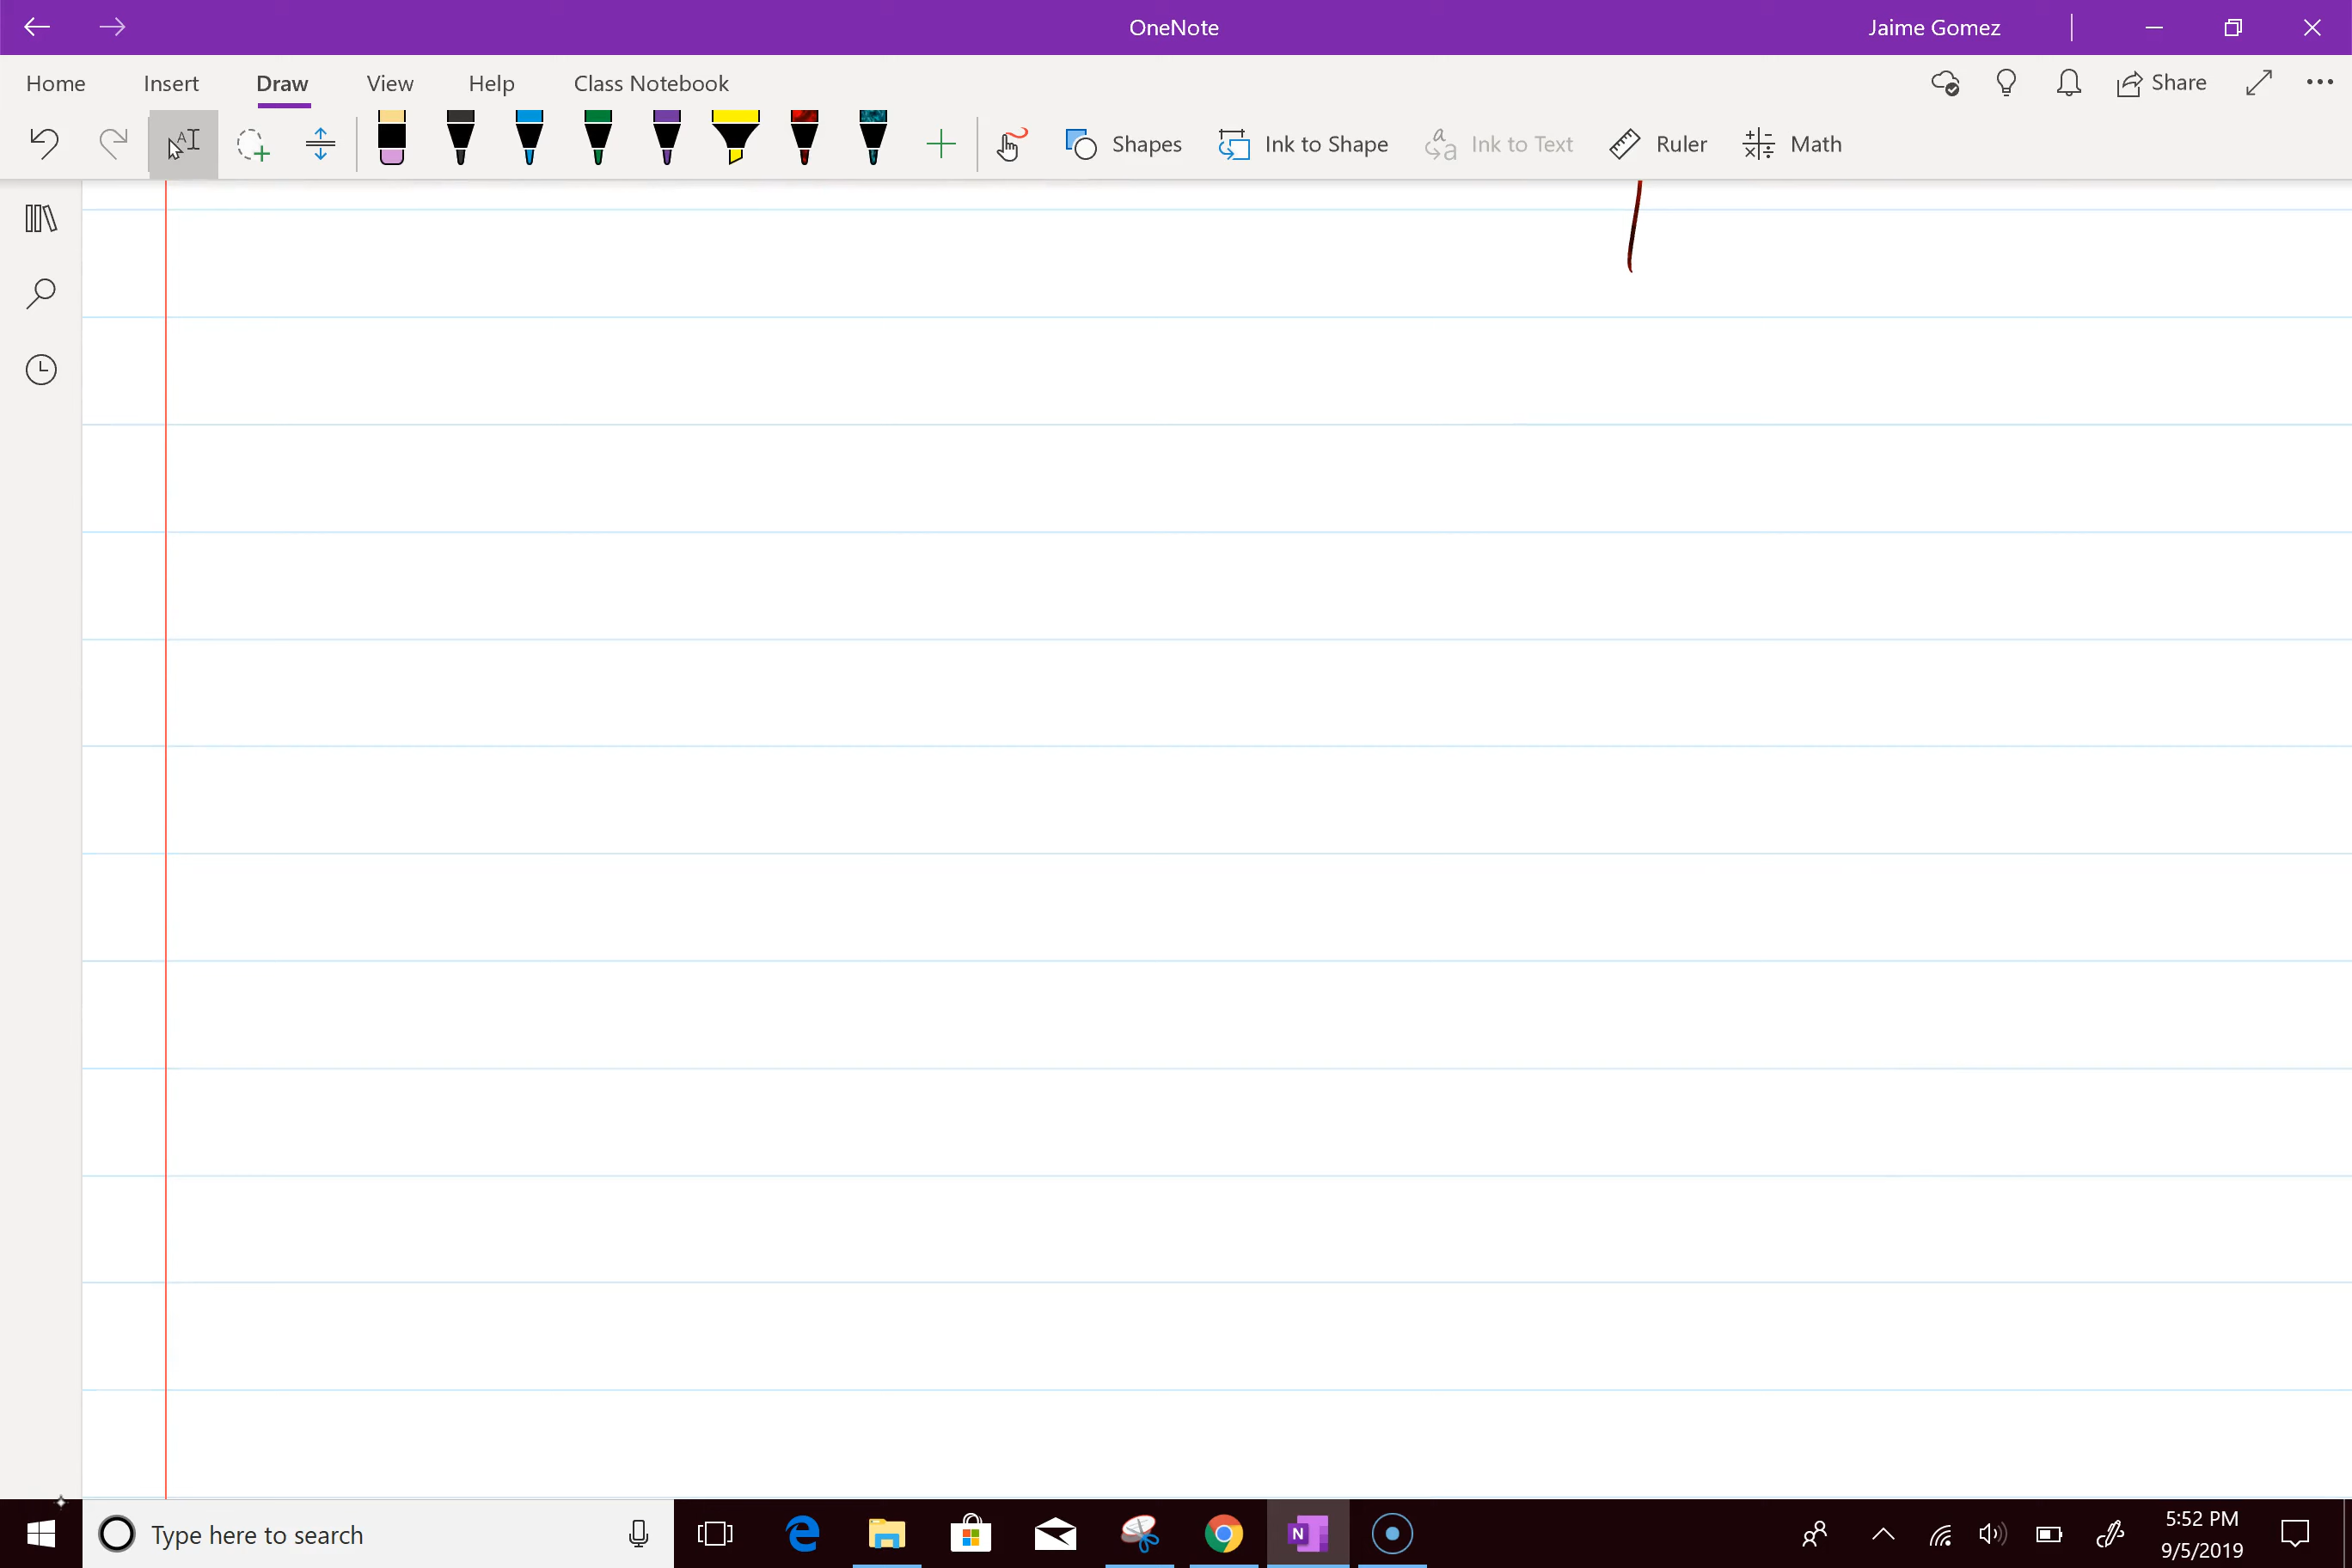 OneNote
Jaime Gomez
Home Insert Draw View Help Class Notebook
Share
Shapes Ink to Shape Ink to Text Ruler Math
Type here to search
5:52 PM
9/5/2019